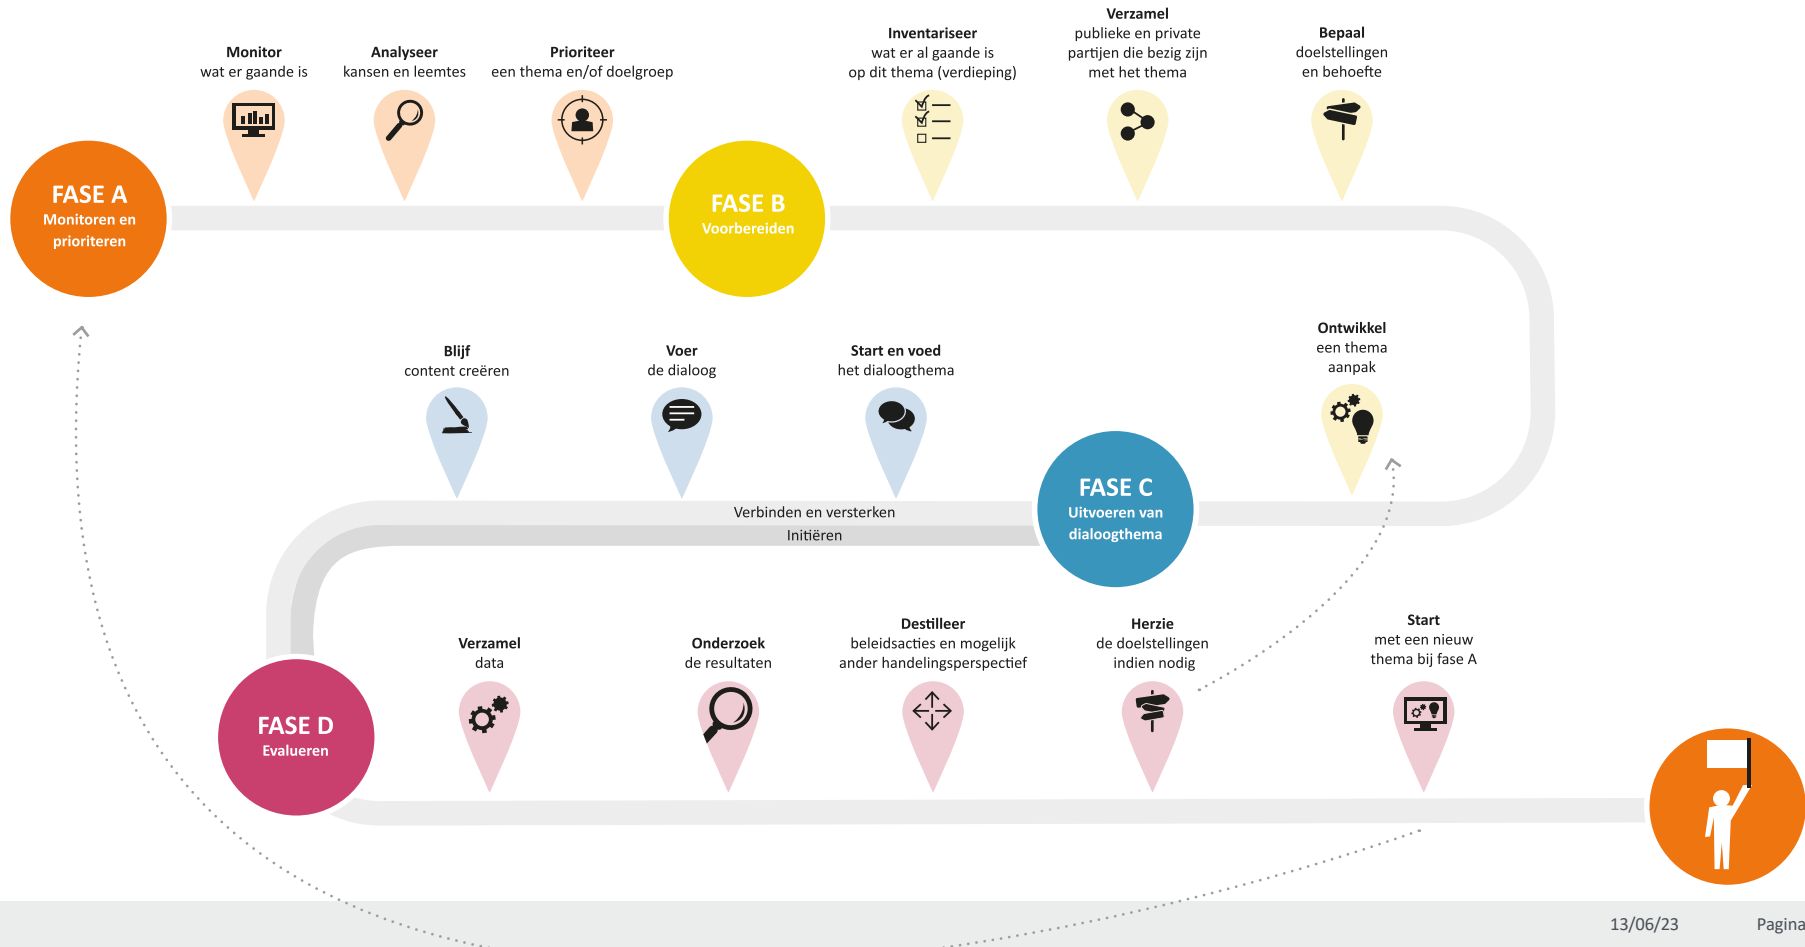 Monitor
wat er gaande is
Analyseer
kansen en leemtes
Prioriteer
een thema en/of doelgroep
Inventariseer
wat er al gaande is
op dit thema (verdieping)
Verzamel
publieke en private
partijen die bezig zijn
met het thema
Bepaal
doelstellingen
en behoefte
FASE A
Monitoren en
prioriteren
FASE B
Voorbereiden
Ontwikkel
een thema
aanpak
Blijf
content creëren
Voer
de dialoog
Start en voed
het dialoogthema
FASE C
Uitvoeren van
dialoogthema
Verbinden en versterken
Initiëren
FASE D
Evalueren
Verzamel
data
Onderzoek
de resultaten
Destilleer
beleidsacties en mogelijk
ander handelingsperspectief
Herzie
de doelstellingen
indien nodig
Start
met een nieuw
thema bij fase A
13/06/23
Pagina